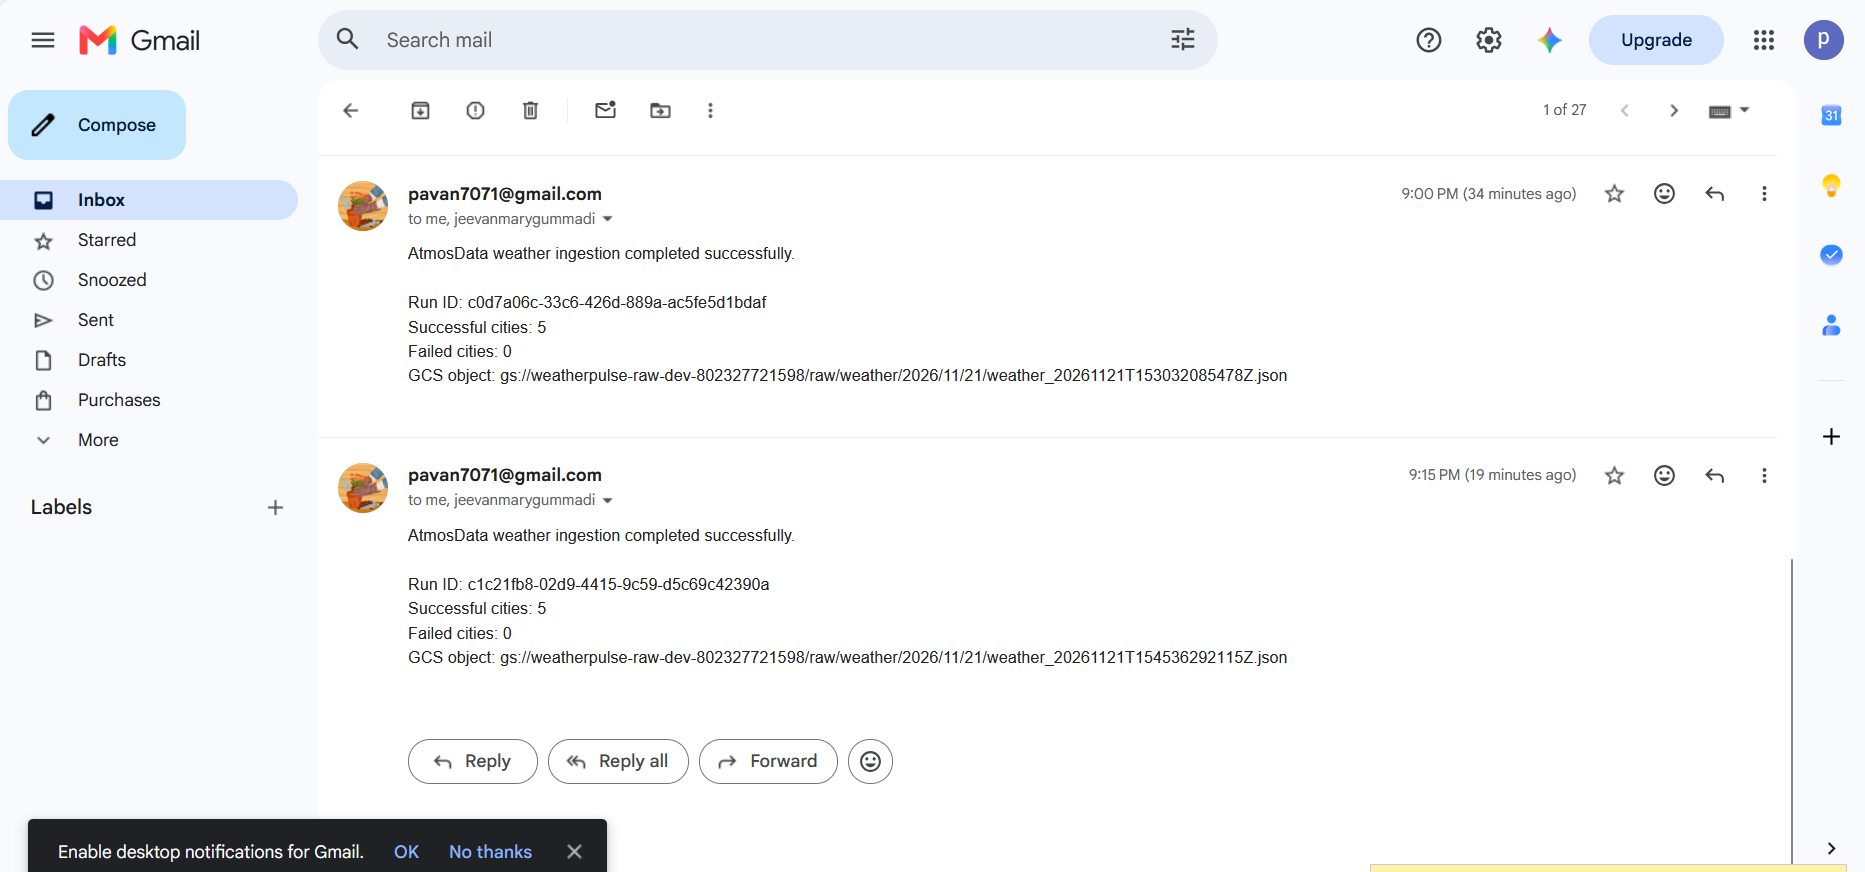 Gmail
Search mail
Upgrade
p
Compose
1 of 27
31
Inbox
Starred
Snoozed
Sent
Drafts
Purchases
More
Labels
pavan7071@gmail.com
9:00 PM (34 minutes ago)
to me, jeevanmarygummadi
AtmosData weather ingestion completed successfully.
Run ID: c0d7a06c-33c6-426d-889a-ac5fe5d1bdaf
Successful cities: 5
Failed cities: 0
GCS object: gs://weatherpulse-raw-dev-802327721598/raw/weather/2026/11/21/weather_20261121T153032085478Z.json
pavan7071@gmail.com
9:15 PM (19 minutes ago)
to me, jeevanmarygummadi
AtmosData weather ingestion completed successfully.
Run ID: c1c21fb8-02d9-4415-9c59-d5c69c42390a
Successful cities: 5
Failed cities: 0
GCS object: gs://weatherpulse-raw-dev-802327721598/raw/weather/2026/11/21/weather_20261121T154536292115Z.json
Reply
Reply all
Forward
Enable desktop notifications for Gmail. OK No thanks